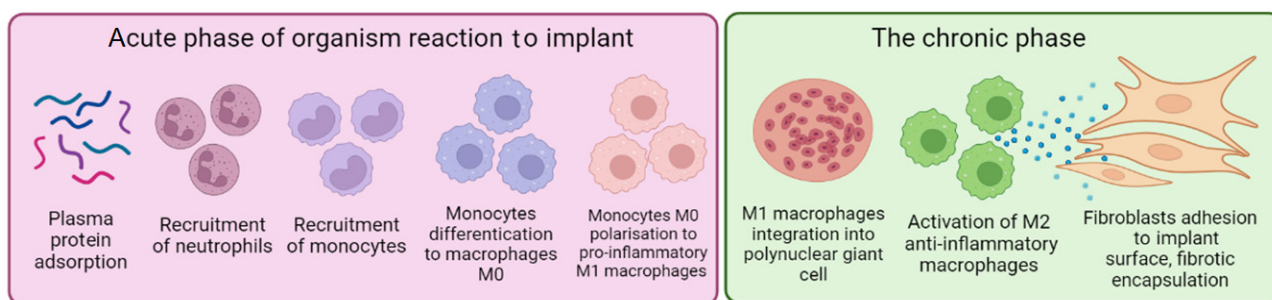 Acute phase of organism reaction to implant
Plasma
protein
adsorption
Recruitment
of neutrophils
Recruitment
of monocytes
Monocytes
differentication
to macrophages
M0
Monocytes M0
polarisation to
pro-inflammatory
M1 macrophages
The chronic phase
M1 macrophages
integration into
polynuclear giant
cell
Activation of M2
anti-inflammatory
macrophages
Fibroblasts adhesion
to implant
surface, fibrotic
encapsulation